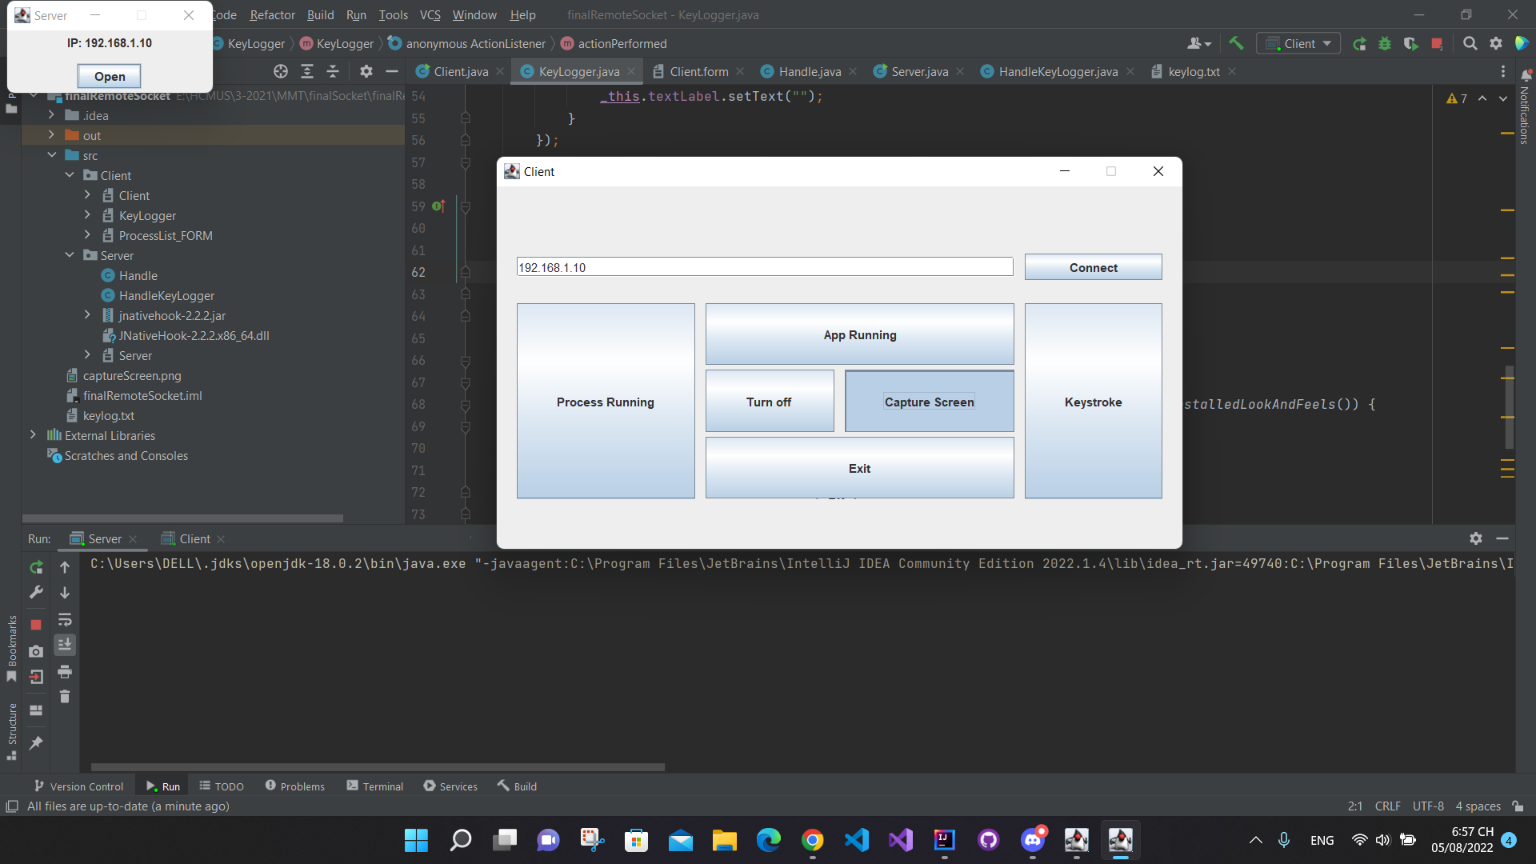 Server
IP: 192.168.1.10
Open
Code Refactor Build Run Tools VCS Window Help finalRemoteSocket - KeyLogger.java
KeyLogger KeyLogger anonymous ActionListener actionPerformed
Client
Client.java KeyLogger.java Client.form Handle.java Server.java HandleKeyLogger.java keylog.txt
Notifications
finalRemoteSocket E:\HCMUS\3-2021\MMT\finalSocket\finalR
.idea
out
src
Client
Client
KeyLogger
ProcessList_FORM
Server
Handle
HandleKeyLogger
jnativehook-2.2.2.jar
JNativeHook-2.2.2.x86_64.dll
Server
captureScreen.png
finalRemoteSocket.iml
keylog.txt
External Libraries
Scratches and Consoles
54 _this.textLabel.setText("");
55 }
56 });
57
58
59
60
61
62
63
64
65
66
67
68 stalledLookAndFeels()) {
69
70
71
72
73
7
Client
192.168.1.10
Connect
Process Running
App Running
Turn off
Capture Screen
Exit
Keystroke
Run: Server Client
C:\Users\DELL\.jdks\openjdk-18.0.2\bin\java.exe "-javaagent:C:\Program Files\JetBrains\IntelliJ IDEA Community Edition 2022.1.4\lib\idea_rt.jar=49740:C:\Program Files\JetBrains\I
Bookmarks
Structure
Version Control Run TODO Problems Terminal Services Build
All files are up-to-date (a minute ago)
2:1 CRLF UTF-8 4 spaces
ENG
6:57 CH
05/08/2022
4